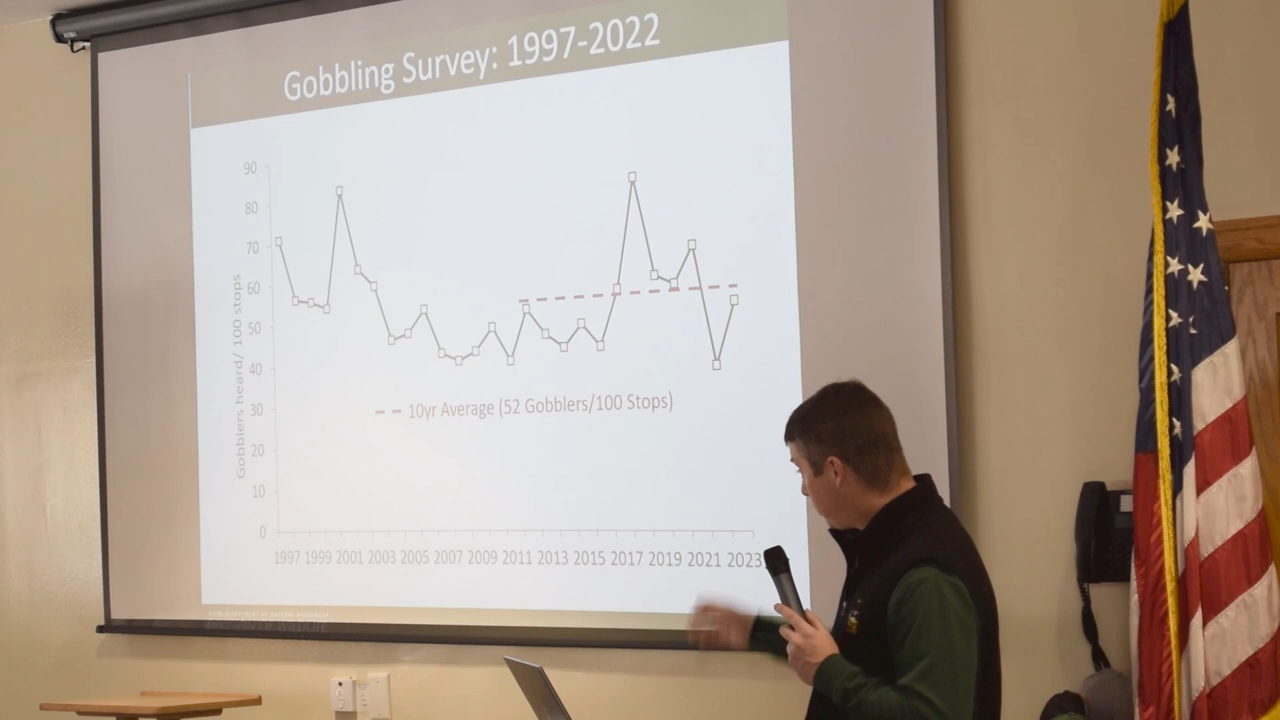 Gobbling Survey: 1997-2022
90
80
70
60
50
40
30
20
10
0
Gobblers heard/ 100 stops
10yr Average (52 Gobblers/100 Stops)
1997 1999 2001 2003 2005 2007 2009 2011 2013 2015 2017 2019 2021 2023